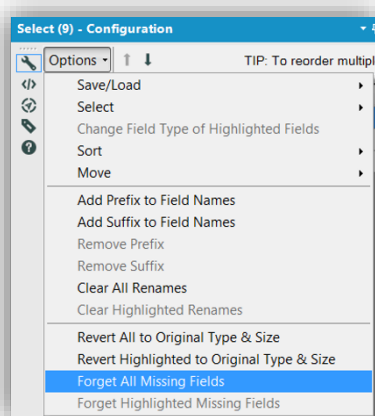 Select (9) - Configuration
Options
TIP: To reorder multipl
Save/Load
Select
Change Field Type of Highlighted Fields
Sort
Move
Add Prefix to Field Names
Add Suffix to Field Names
Remove Prefix
Remove Suffix
Clear All Renames
Clear Highlighted Renames
Revert All to Original Type & Size
Revert Highlighted to Original Type & Size
Forget All Missing Fields
Forget Highlighted Missing Fields